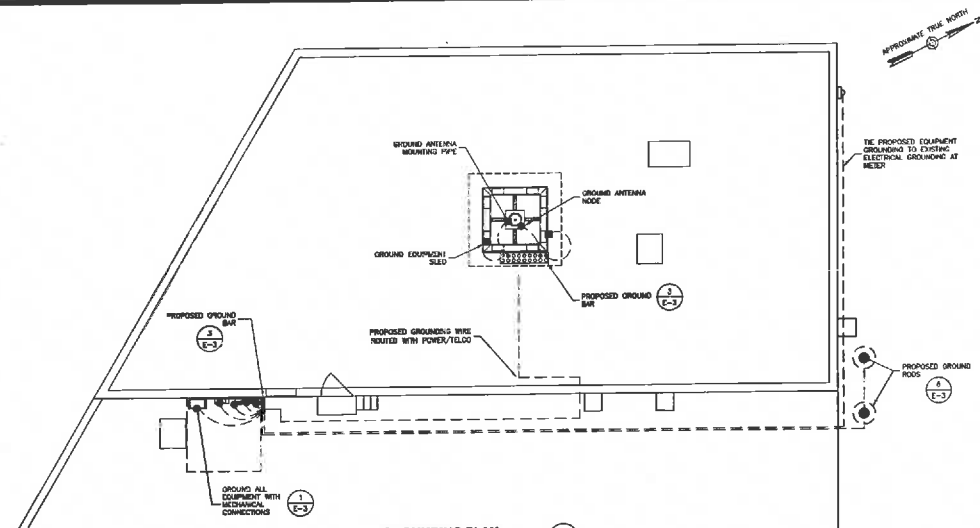 APPROXIMATE TRUE NORTH
GROUND ANTENNA
MOUNTING PIPE
TIE PROPOSED EQUIPMENT
GROUNDING TO EXISTING
ELECTRICAL GROUNDING AT
METER
GROUND ANTENNA
NODE
GROUND EQUIPMENT
SLED
PROPOSED GROUND
BAR
3
E-3
PROPOSED GROUND
BAR
3
E-3
PROPOSED GROUNDING WIRE
ROUTED WITH POWER/TELCO
PROPOSED GROUND
RODS
6
E-3
GROUND ALL
EQUIPMENT WITH
MECHANICAL
CONNECTIONS
1
E-3